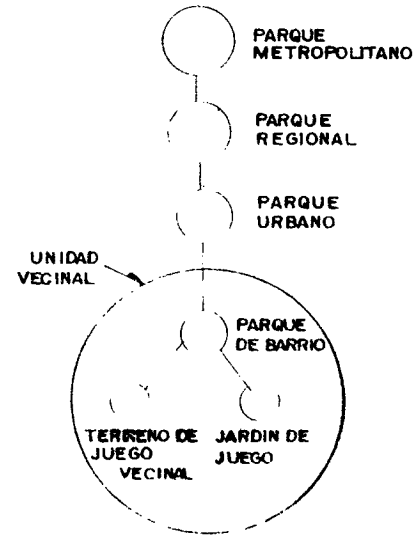 PARQUE
METROPOLITANO
PARQUE
REGIONAL
PARQUE
URBANO
UNIDAD
VECINAL
PARQUE
DE BARRIO
TERRENO DE
JUEGO
VECINAL
JARDIN DE
JUEGO